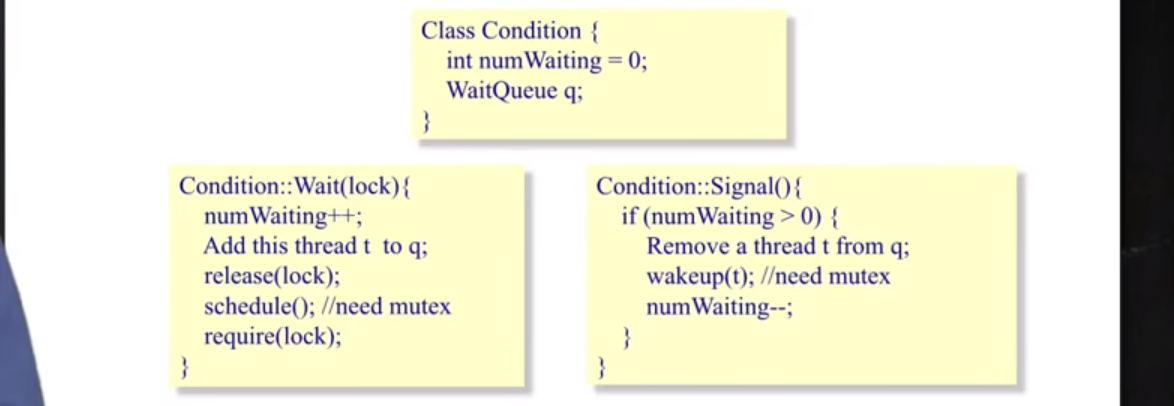 Class Condition {
int numWaiting = 0;
WaitQueue q;
}
Condition::Wait(lock){
numWaiting++;
Add this thread t to q;
release(lock);
schedule(); //need mutex
require(lock);
}
Condition::Signal(){
if (numWaiting > 0) {
Remove a thread t from q;
wakeup(t); //need mutex
numWaiting--;
}
}